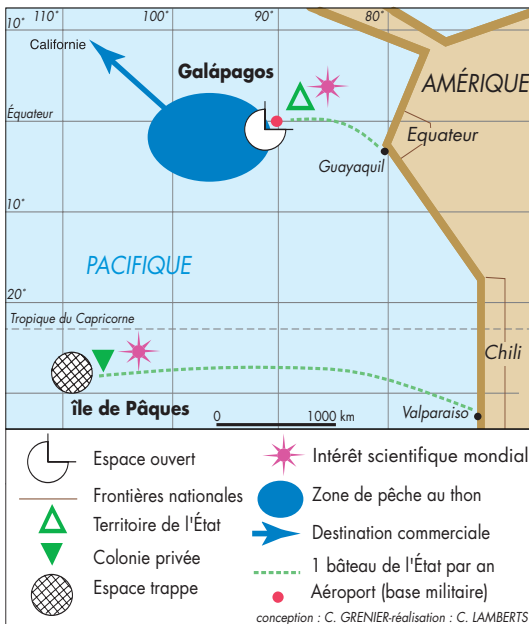 10° 100° 90° 80°
Californie
Galápagos
AMÉRIQUE
Équateur
Equateur
Guayaquil
10°
PACIFIQUE
20°
Tropique du Capricorne
Chili
110°
île de Pâques
0 1000 km
Valparaiso
Espace ouvert
Frontières nationales
Territoire de l'État
Colonie privée
Espace trappe
Intérêt scientifique mondial
Zone de pêche au thon
Destination commerciale
1 bâteau de l'État par an
Aéroport (base militaire)
conception : C. GRENIER-réalisation : C. LAMBERTS